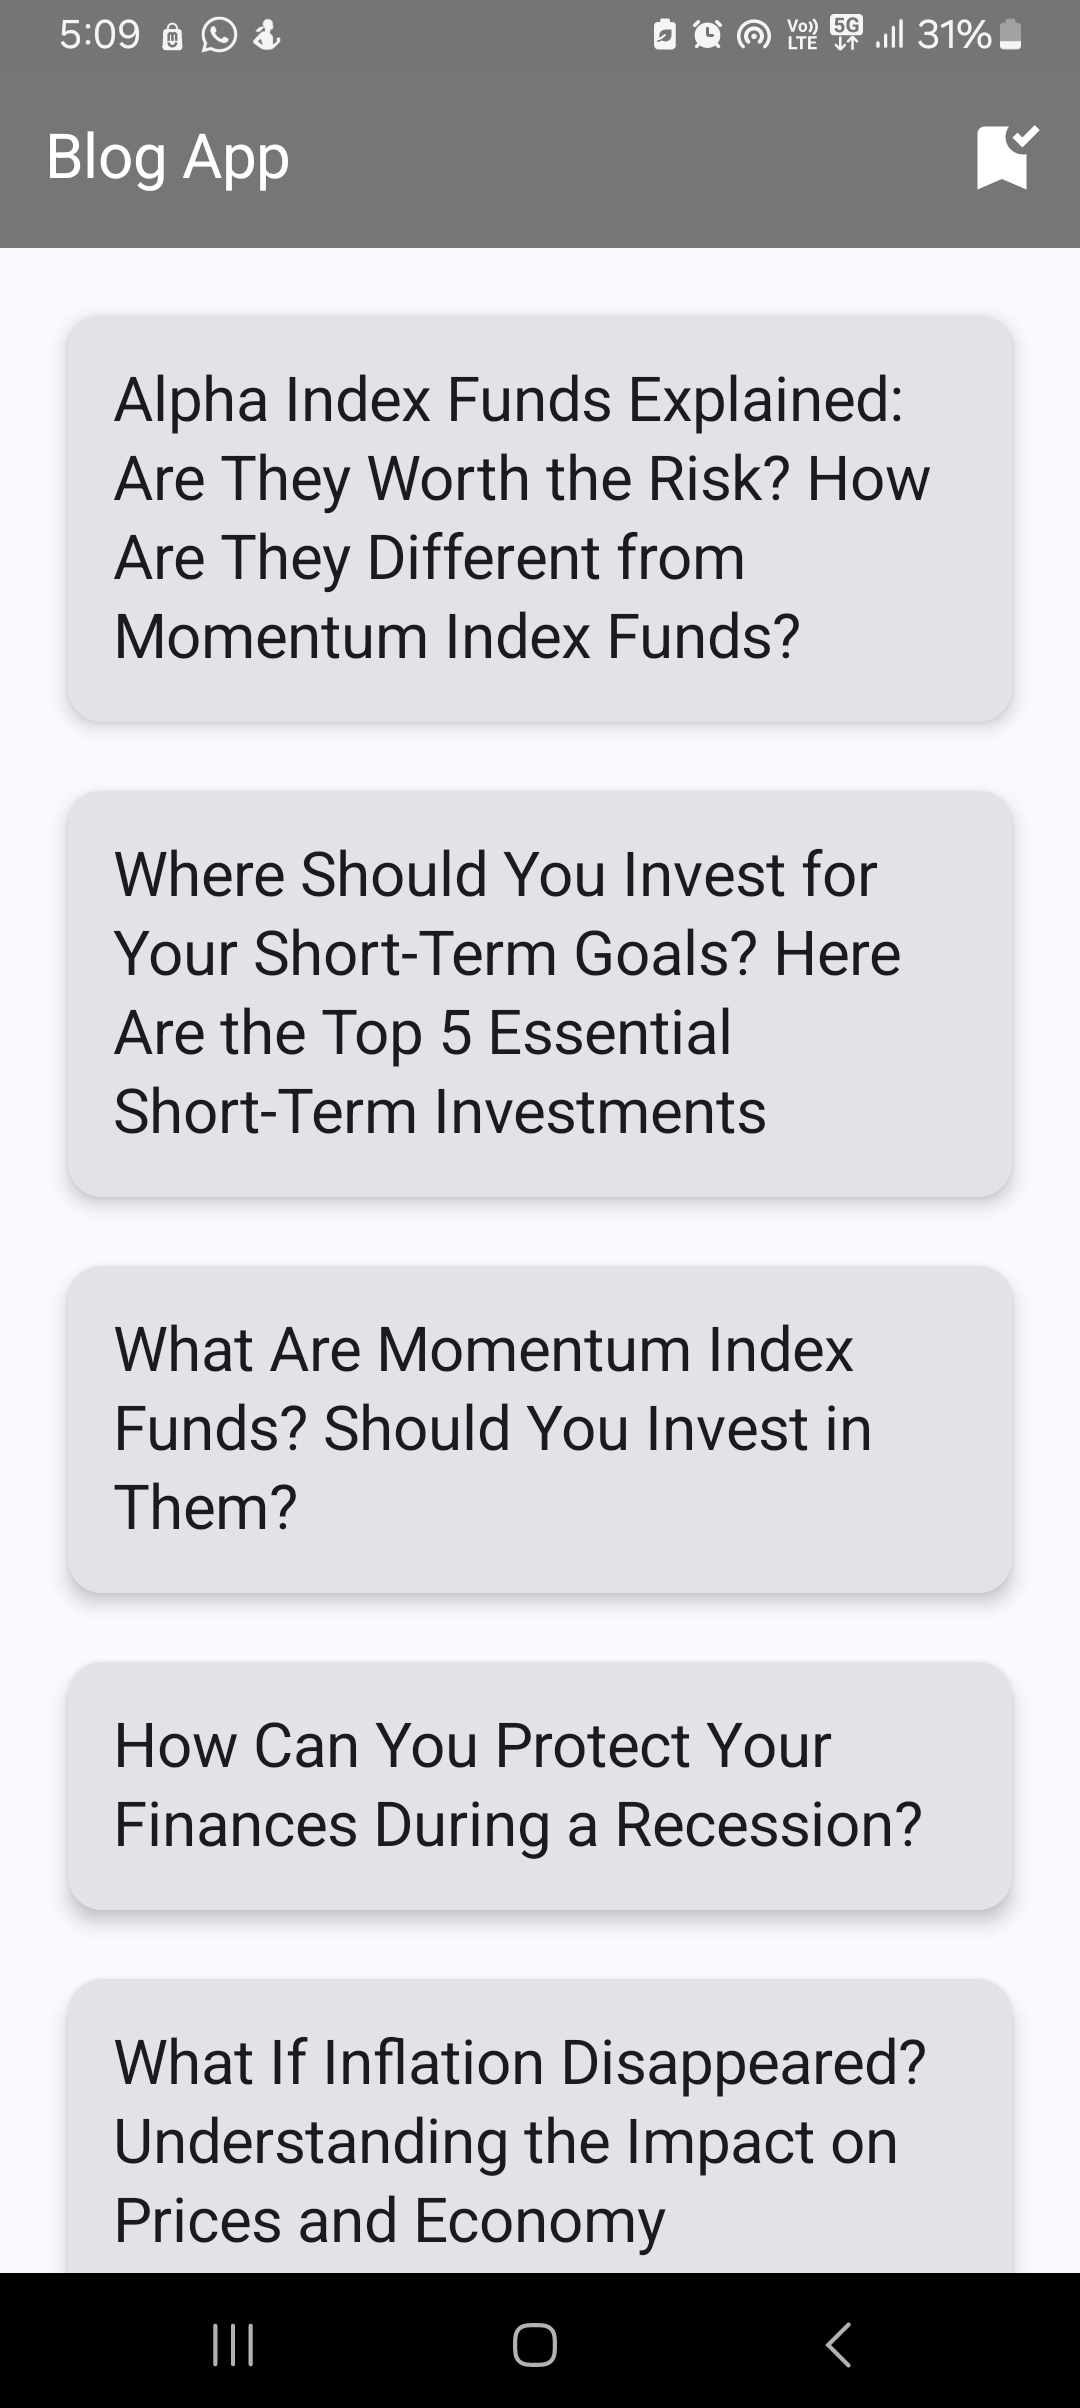 5:09
Vo)) LTE 5G 31%
Blog App
Alpha Index Funds Explained:
Are They Worth the Risk? How
Are They Different from
Momentum Index Funds?
Where Should You Invest for
Your Short-Term Goals? Here
Are the Top 5 Essential
Short-Term Investments
What Are Momentum Index
Funds? Should You Invest in
Them?
How Can You Protect Your
Finances During a Recession?
What If Inflation Disappeared?
Understanding the Impact on
Prices and Economy